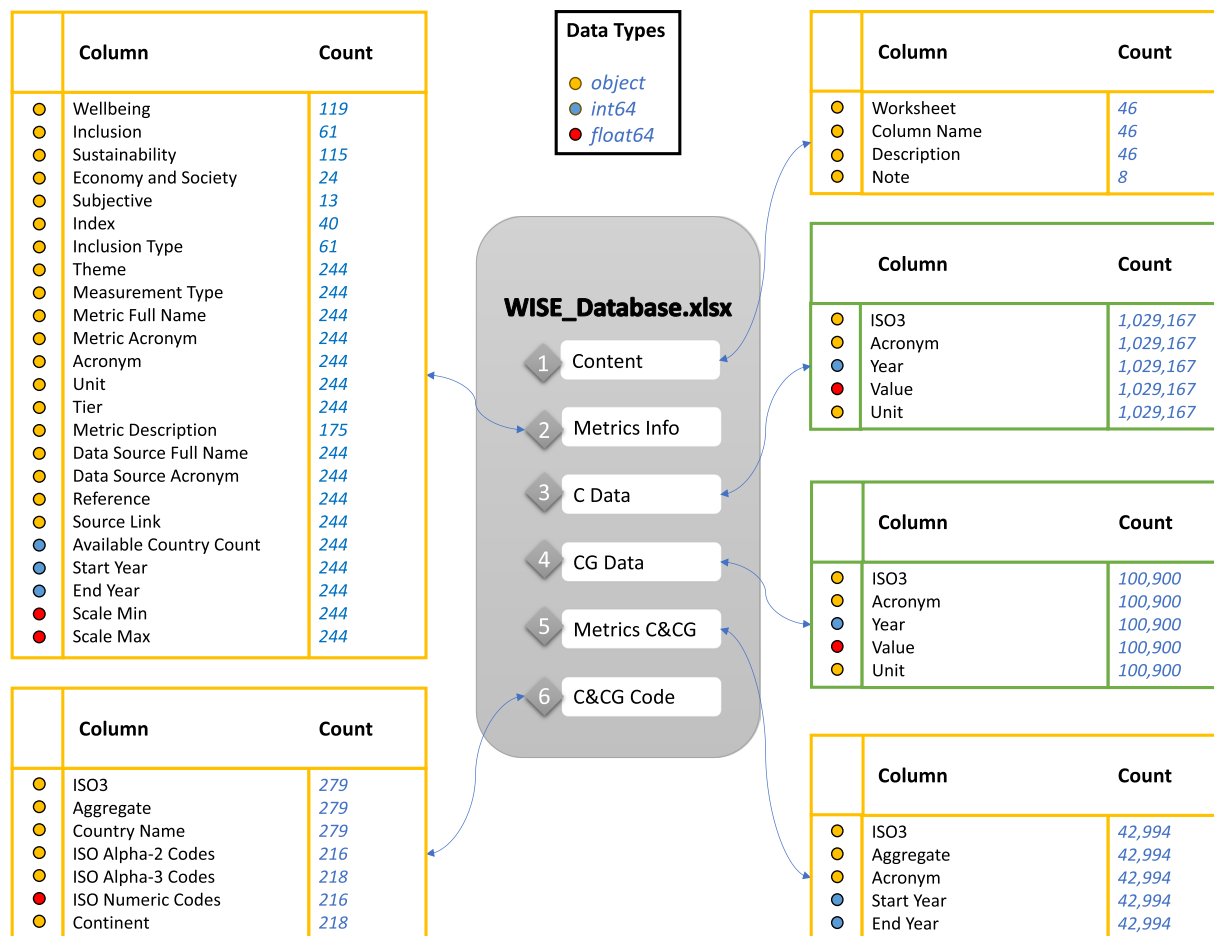 Column Count
Wellbeing 119
Inclusion 61
Sustainability 115
Economy and Society 24
Subjective 13
Index 40
Inclusion Type 61
Theme 244
Measurement Type 244
Metric Full Name 244
Metric Acronym 244
Acronym 244
Unit 244
Tier 244
Metric Description 175
Data Source Full Name 244
Data Source Acronym 244
Reference 244
Source Link 244
Available Country Count 244
Start Year 244
End Year 244
Scale Min 244
Scale Max 244
Column Count
ISO3 279
Aggregate 279
Country Name 279
ISO Alpha-2 Codes 216
ISO Alpha-3 Codes 218
ISO Numeric Codes 216
Continent 218
Data Types
object
int64
float64
WISE_Database.xlsx
1 Content
2 Metrics Info
3 C Data
4 CG Data
5 Metrics C&CG
6 C&CG Code
Column Count
Worksheet 46
Column Name 46
Description 46
Note 8
Column Count
ISO3 1,029,167
Acronym 1,029,167
Year 1,029,167
Value 1,029,167
Unit 1,029,167
Column Count
ISO3 100,900
Acronym 100,900
Year 100,900
Value 100,900
Unit 100,900
Column Count
ISO3 42,994
Aggregate 42,994
Acronym 42,994
Start Year 42,994
End Year 42,994